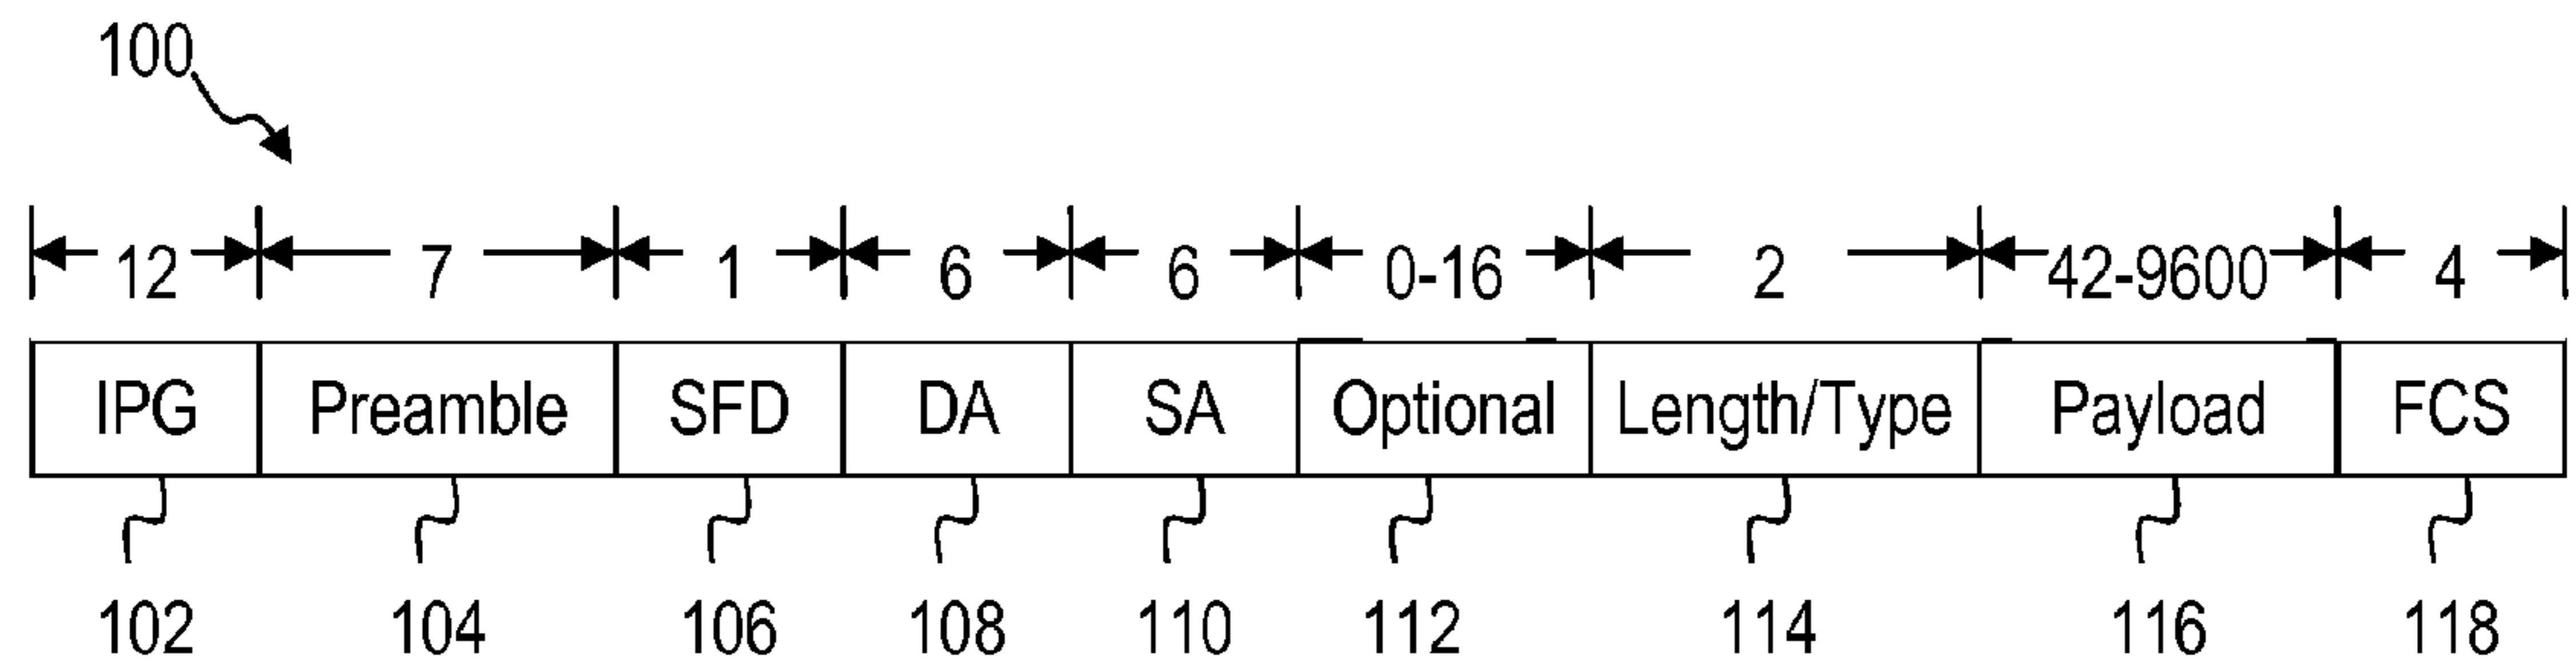 100
12 7 1 6 6 0-16 2 42-9600 4
IPG Preamble SFD DA SA Optional Length/Type Payload FCS
102 104 106 108 110 112 114 116 118